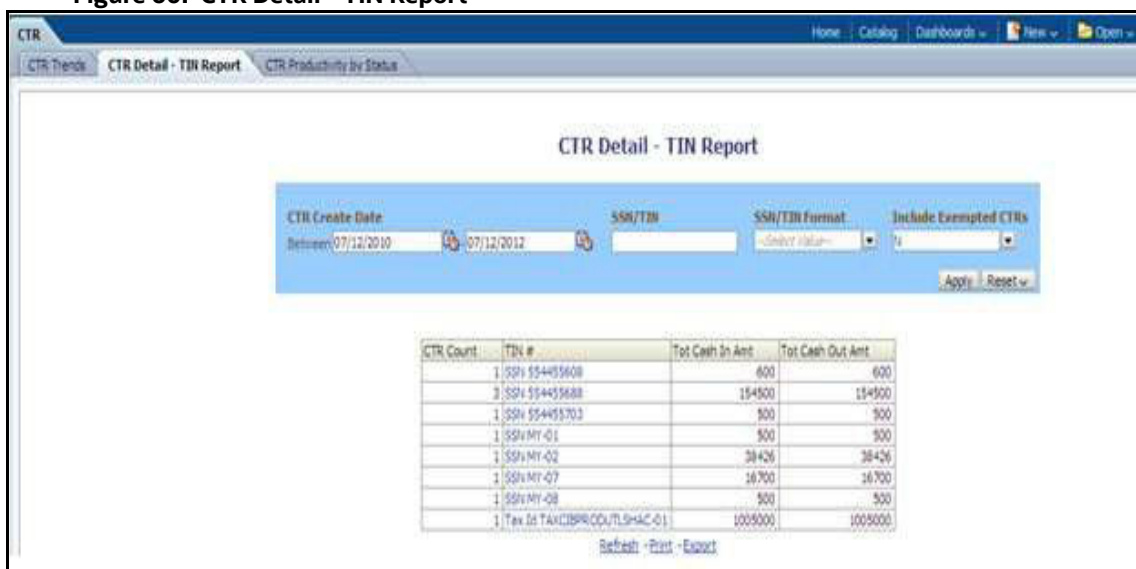 CTR Detail - TIN Report
CTR
Home Catalog Dashboards New Open
CTR Trends CTR Detail - TIN Report CTR Productivity by Status
CTR Detail - TIN Report
CTR Create Date SSN/TIN SSN/TIN Format Include Exempted CTRs
Between 07/12/2010 - 07/12/2012 --Select Value-- N
Apply Reset
CTR Count TIN # Tot Cash In Amt Tot Cash Out Amt
1 SSN 554455608 600 600
3 SSN 554455688 154500 154500
1 SSN 554455703 500 500
1 SSN MY-01 500 500
1 SSN MY-02 38426 38426
1 SSN MY-07 16700 16700
1 SSN MY-08 500 500
1 Tax Id 1005000 1005000
Refresh - Print - Export